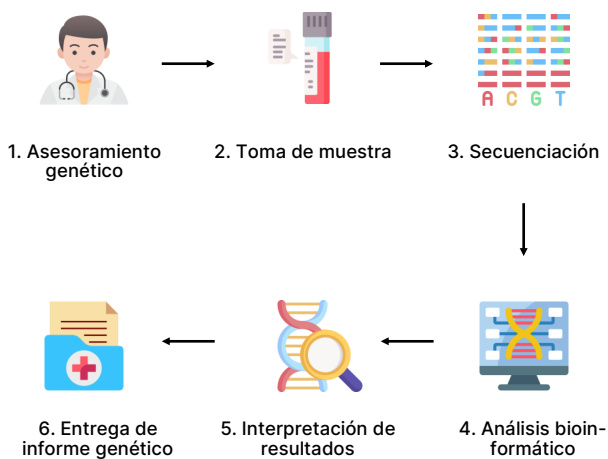 A C G T
1. Asesoramiento
genético
2. Toma de muestra
3. Secuenciación
4. Análisis bioin-
formático
5. Interpretación de
resultados
6. Entrega de
informe genético